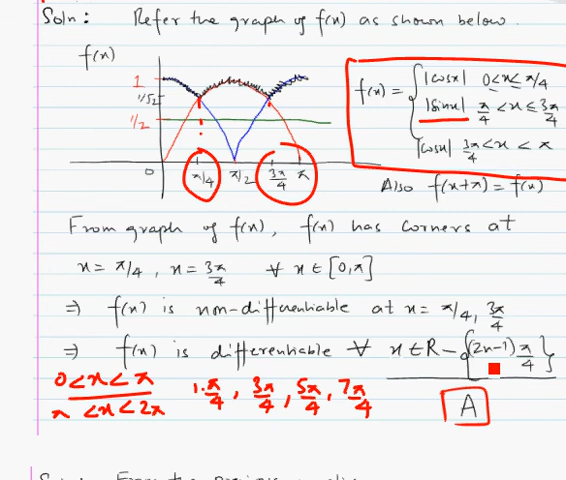 Soln: Refer the graph of f(x) as shown below.
f(x)
1
1/√2
1/2
0 π/4 π/2 3π/4 π
f(x) = { |cosx| 0<x≤π/4
|sinx| π/4 <x≤3π/4
|cosx| 3π/4 <x < π
Also f(x+π) = f(x)
From graph of f(x), f(x) has corners at
x = π/4, x = 3π/4 ∀ x ∈ [0,π]
⇒ f(x) is non-differentiable at x = π/4, 3π/4
⇒ f(x) is differentiable ∀ x ∈ R - {(2n-1) π/4}
0<x<π
π<x<2π
1.π/4, 3π/4, 5π/4, 7π/4
A